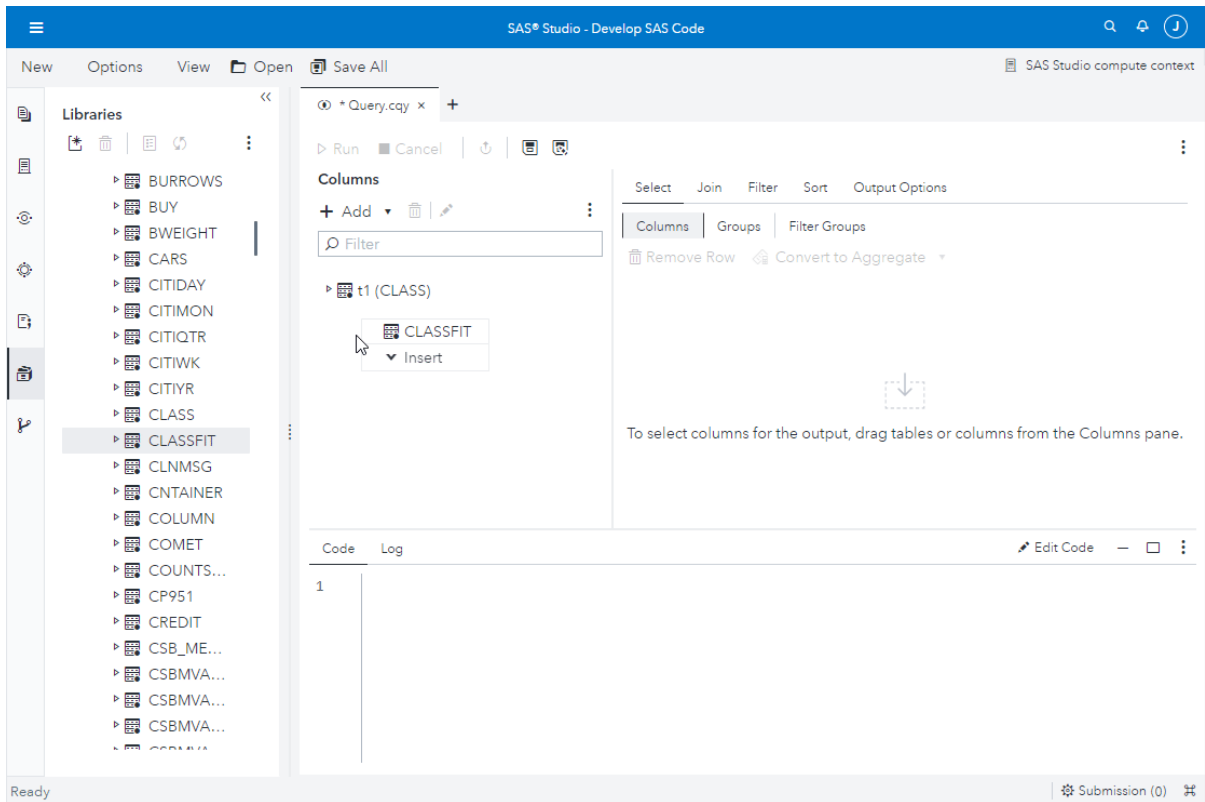 SAS® Studio - Develop SAS Code
J
New Options View Open Save All SAS Studio compute context
Libraries
BURROWS
BUY
BWEIGHT
CARS
CITIDAY
CITIMON
CITIQTR
CITIWK
CITIYR
CLASS
CLASSFIT
CLNMSG
CNTAINER
COLUMN
COMET
COUNTS...
CP951
CREDIT
CSB_ME...
CSBMVA...
CSBMVA...
CSBMVA...
* Query.cqy
Run Cancel
Columns
Add
Filter
t1 (CLASS)
CLASSFIT
Insert
Select Join Filter Sort Output Options
Columns Groups Filter Groups
Remove Row Convert to Aggregate
To select columns for the output, drag tables or columns from the Columns pane.
Code Log Edit Code
1
Ready Submission (0)